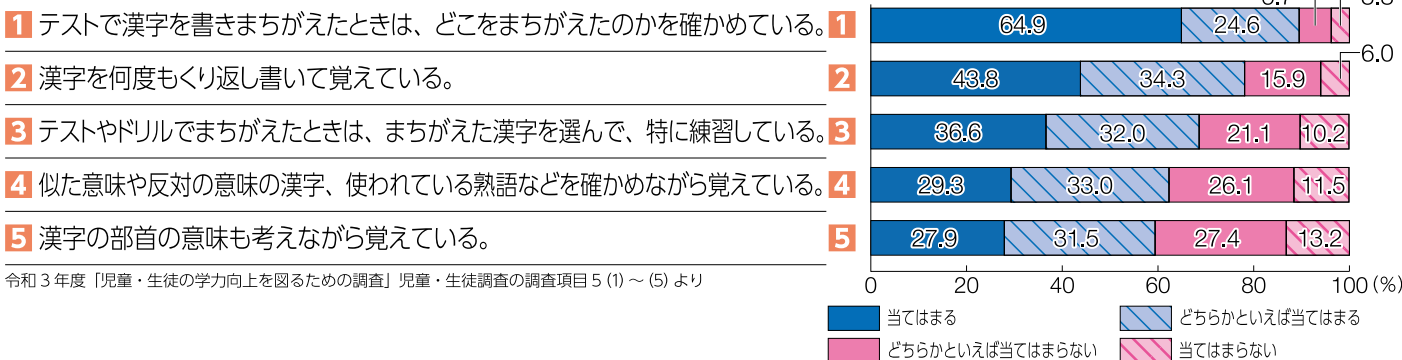 1 テストで漢字を書きまちがえたときは、どこをまちがえたのかを確かめている。
2 漢字を何度もくり返し書いて覚えている。
3 テストやドリルでまちがえたときは、まちがえた漢字を選んで、特に練習している。
4 似た意味や反対の意味の漢字、使われている熟語などを確かめながら覚えている。
5 漢字の部首の意味も考えながら覚えている。
令和3年度「児童・生徒の学力向上を図るための調査」児童・生徒調査の調査項目5(1)~(5)より
1 64.9 24.6
2 43.8 34.3 15.9 6.0
3 36.6 32.0 21.1 10.2
4 29.3 33.0 26.1 11.5
5 27.9 31.5 27.4 13.2
0 20 40 60 80 100(%)
当てはまる どちらかといえば当てはまる
どちらかといえば当てはまらない 当てはまらない